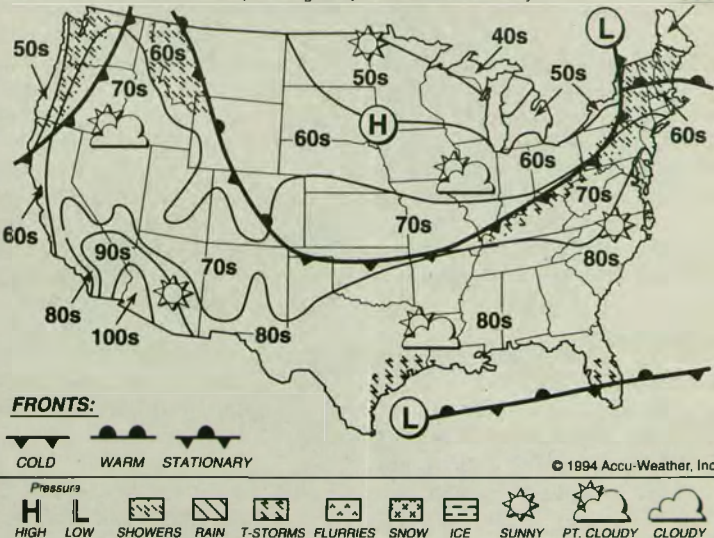 50s
60s
70s
50s
40s
50s
L
60s
H
60s
60s
70s
70s
60s
90s
70s
80s
80s
100s
80s
80s
L
FRONTS:
COLD WARM STATIONARY
© 1994 Accu-Weather, Inc
Pressure
H L
HIGH LOW SHOWERS RAIN T-STORMS FLURRIES SNOW ICE SUNNY PT. CLOUDY CLOUDY